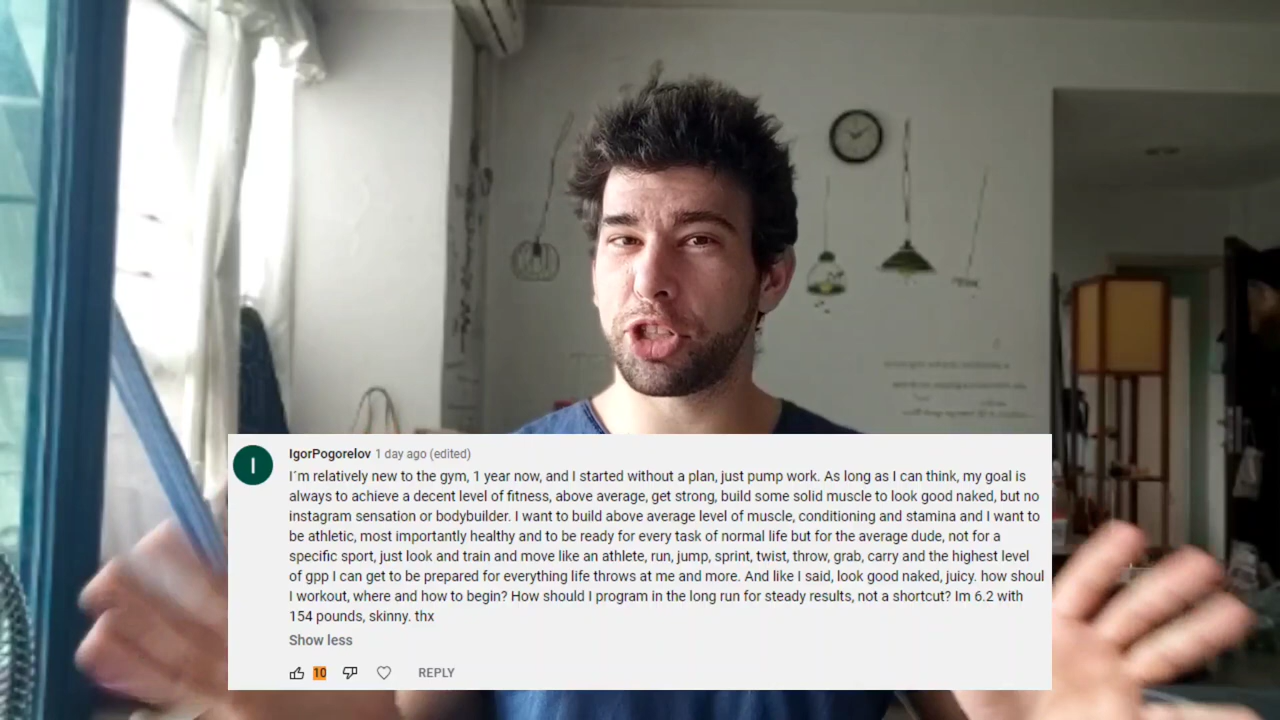 IgorPogorelov 1 day ago (edited)
I´m relatively new to the gym, 1 year now, and I started without a plan, just pump work. As long as I can think, my goal is
always to achieve a decent level of fitness, above average, get strong, build some solid muscle to look good naked, but no
instagram sensation or bodybuilder. I want to build above average level of muscle, conditioning and stamina and I want to
be athletic, most importantly healthy and to be ready for every task of normal life but for the average dude, not for a
specific sport, just look and train and move like an athlete, run, jump, sprint, twist, throw, grab, carry and the highest level
of gpp I can get to be prepared for everything life throws at me and more. And like I said, look good naked, juicy. how shoul
I workout, where and how to begin? How should I program in the long run for steady results, not a shortcut? Im 6.2 with
154 pounds, skinny. thx
Show less
10 REPLY